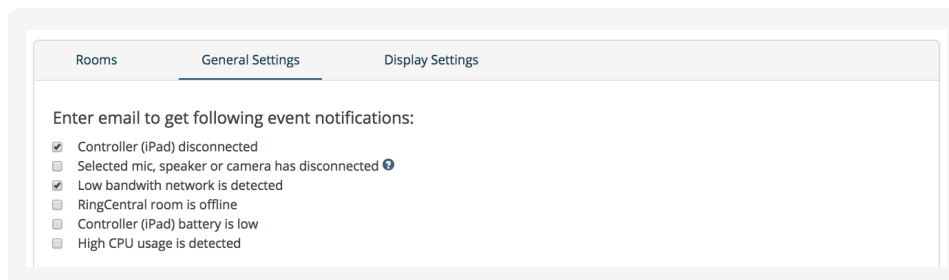 Rooms General Settings Display Settings
Enter email to get following event notifications:
Controller (iPad) disconnected
Selected mic, speaker or camera has disconnected ?
Low bandwith network is detected
RingCentral room is offline
Controller (iPad) battery is low
High CPU usage is detected